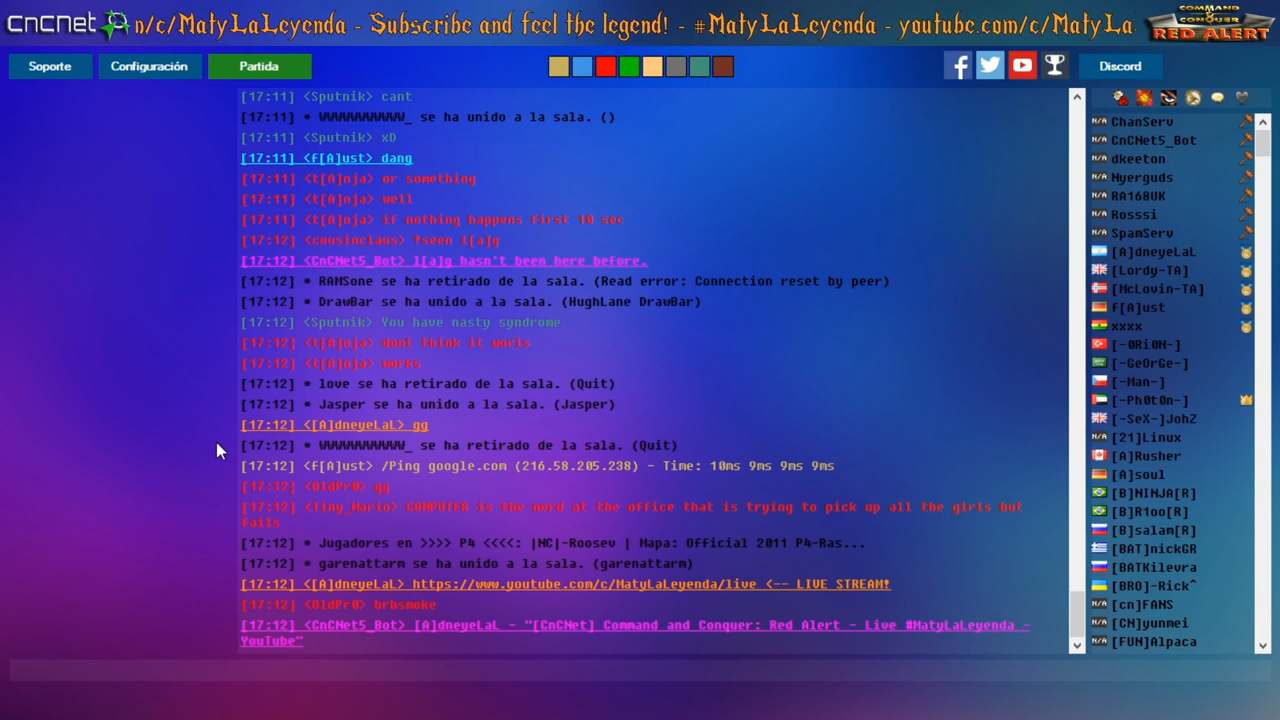 CnCNet n/c/MatyLaLeyenda - Subscribe and feel the legend! - #MatyLaLeyenda - youtube.com/c/MatyLa
COMMAND & CONQUER RED ALERT
Soporte Configuración Partida Discord
[17:11] <Sputnik> cant
[17:11] * WWWWWWWWWW_ se ha unido a la sala. ()
[17:11] <Sputnik> xD
[17:11] <f[A]ust> dang
[17:11] <t[A]nja> or something
[17:11] <t[A]nja> well
[17:11] <t[A]nja> if nothing happens first 10 sec
[17:12] <cousinclaus> !seen l[a]g
[17:12] <CnCNet5_Bot> l[a]g hasn't been here before.
[17:12] * RAMSone se ha retirado de la sala. (Read error: Connection reset by peer)
[17:12] * DrawBar se ha unido a la sala. (HughLane DrawBar)
[17:12] <Sputnik> You have nasty syndrome
[17:12] <t[A]nja> dont think it worls
[17:12] <t[A]nja> works
[17:12] * love se ha retirado de la sala. (Quit)
[17:12] * Jasper se ha unido a la sala. (Jasper)
[17:12] <[A]dneyeLaL> gg
[17:12] * WWWWWWWWWW_ se ha retirado de la sala. (Quit)
[17:12] <f[A]ust> /Ping google.com (216.58.205.238) - Time: 10ms 9ms 9ms 9ms
[17:12] <OldPr0> gg
[17:12] <Tiny_Mario> COMPUTER is the nerd at the office that is trying to pick up all the girls but
fails
[17:12] * Jugadores en >>>> P4 <<<<: |NC|-Roosev | Mapa: Official 2011 P4-Ras...
[17:12] * garenattarm se ha unido a la sala. (garenattarm)
[17:12] <[A]dneyeLaL> https://www.youtube.com/c/MatyLaLeyenda/live <-- LIVE STREAM!
[17:12] <OldPr0> brbsmoke
[17:12] <CnCNet5_Bot> [A]dneyeLaL - "[CnCNet] Command and Conquer: Red Alert - Live #MatyLaLeyenda -
YouTube"
N/A ChanServ
N/A CnCNet5_Bot
N/A dkeeton
N/A Nyerguds
N/A RA168UK
N/A Rosssi
N/A SpamServ
[A]dneyeLaL
[Lordy-TA]
[McLovin-TA]
f[A]ust
xxxx
[-0Ri0N-]
[-GeOrGe-]
[-Man-]
[-Ph0t0n-]
[-SeX-]JohZ
N/A [21]Linux
[A]Rusher
[A]soul
[B]NINJA[R]
[B]R1oo[R]
[B]salam[R]
[BAT]nickGR
[BATKilevra
[BRO]-Rick^
N/A [cn]FANS
N/A [CN]yunmei
N/A [FUN]Alpaca